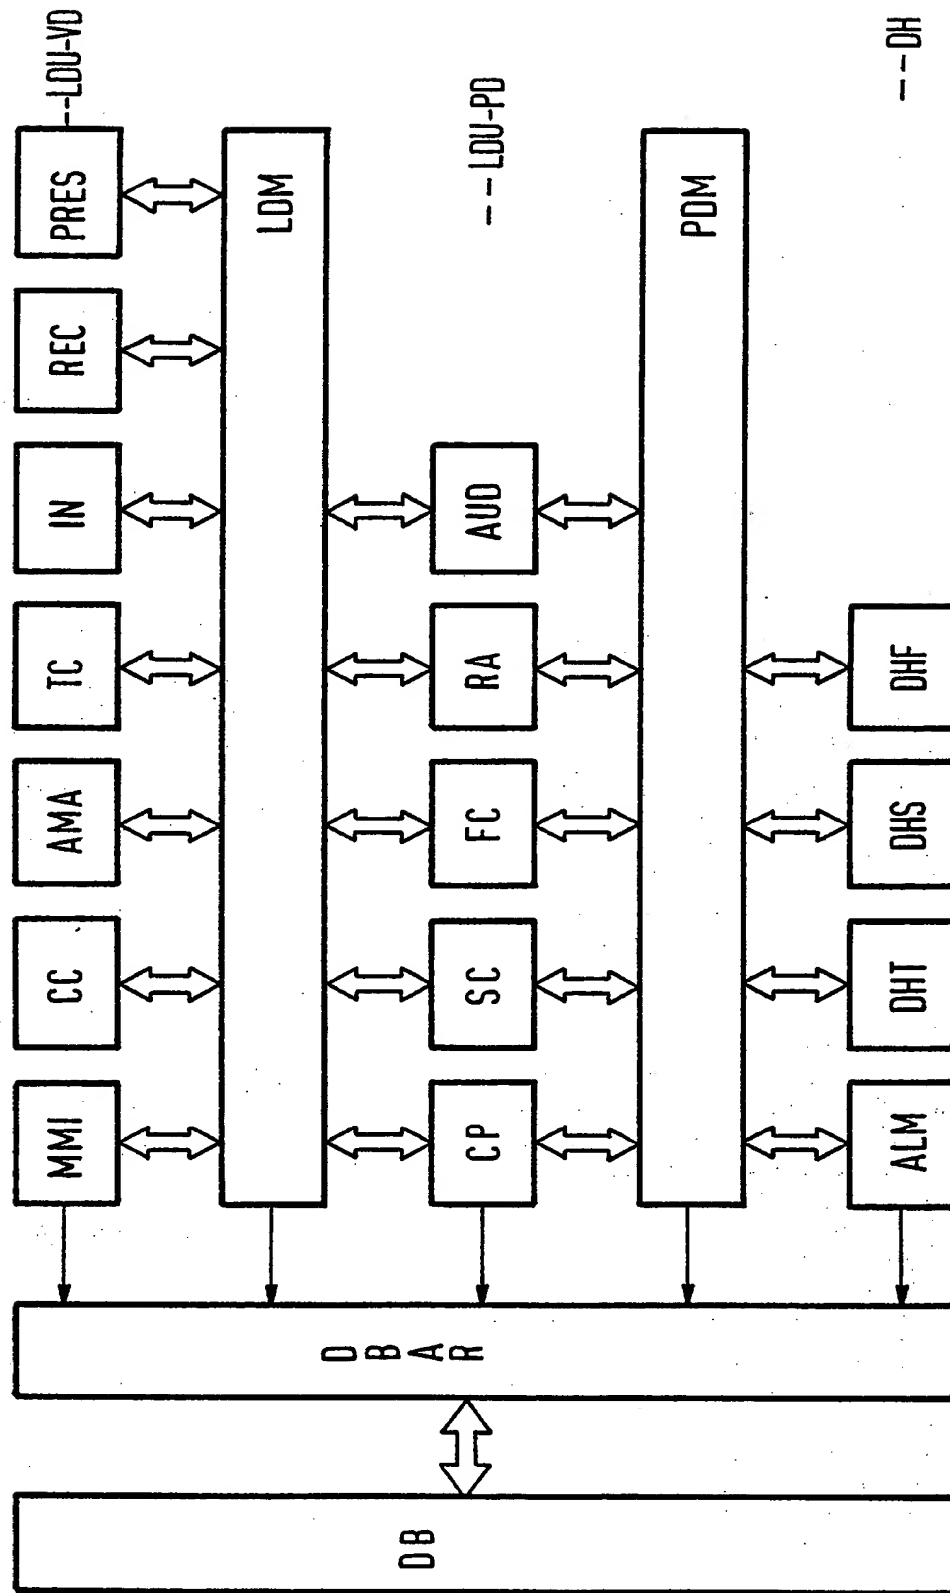 DB
DBAR
MMI
CC
AMA
TC
IN
REC
PRES
--LDU-VD
LDM
CP
SC
FC
RA
AUD
--LDU-PD
PDM
ALM
DHT
DHS
DHF
--DH